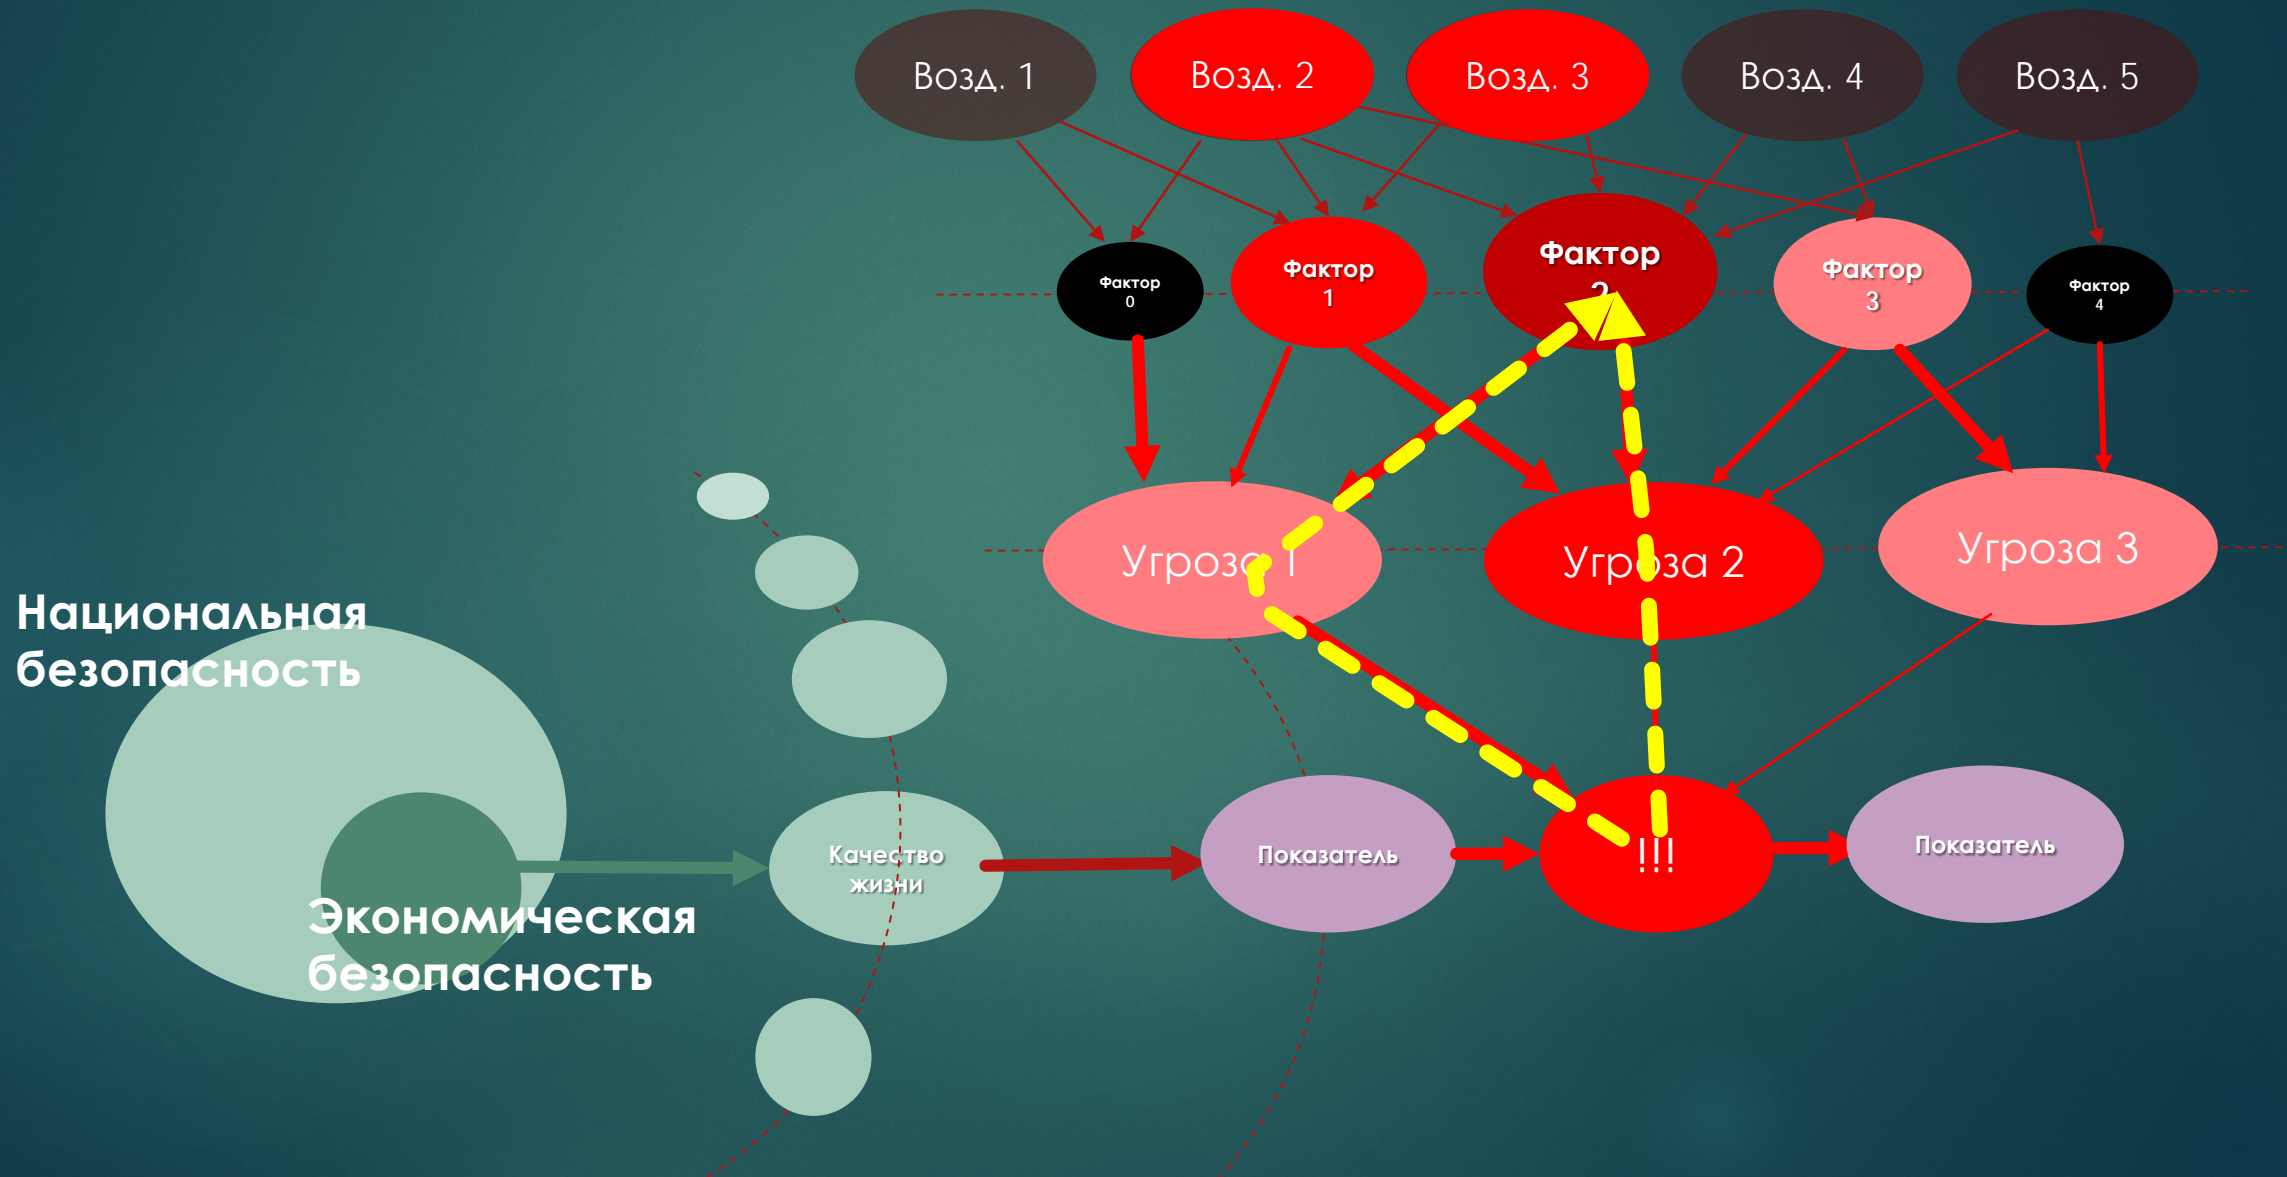 Возд. 1
Возд. 2
Возд. 3
Возд. 4
Возд. 5
Фактор
0
Фактор
1
Фактор
2
Фактор
3
Фактор
4
Угроза 1
Угроза 2
Угроза 3
Национальная
безопасность
Экономическая
безопасность
Качество
жизни
Показатель
!!!
Показатель